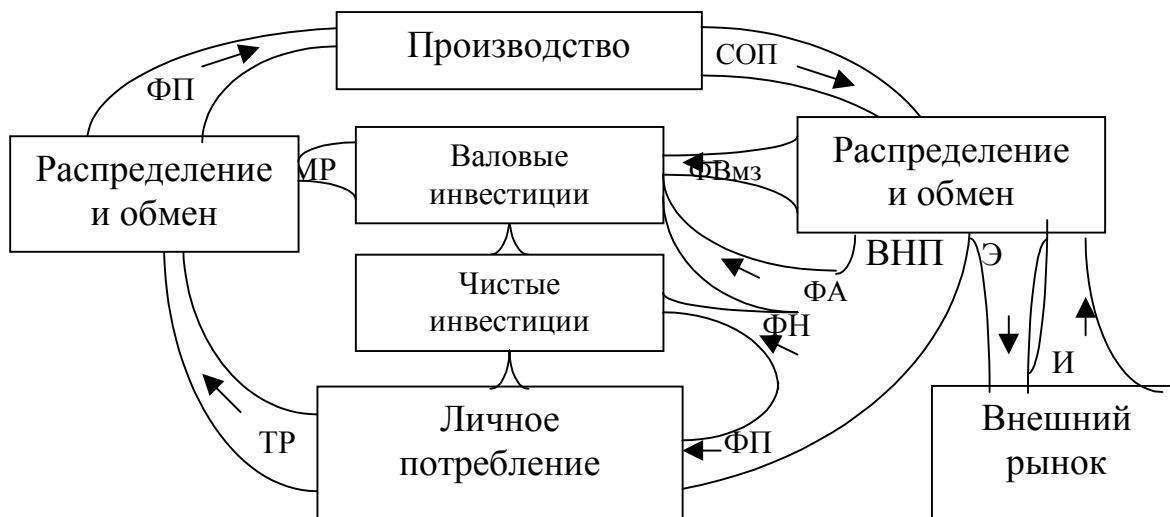 Производство
СОП
ФП
Распределение
и обмен
МР
Валовые
инвестиции
ФВмз
Распределение
и обмен
ВНП
Э
ФА
Чистые
инвестиции
ФН
И
ТР
Личное
потребление
ФП
Внешний
рынок